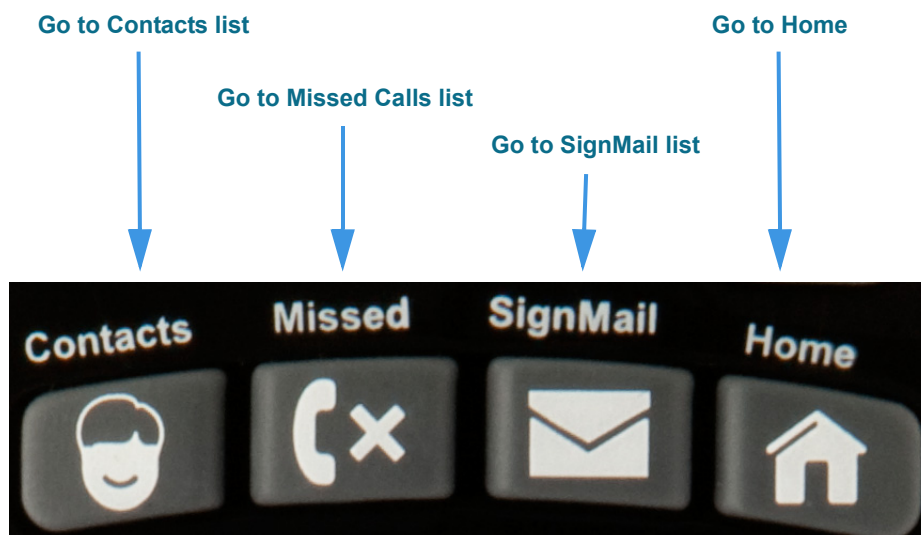 Go to Contacts list
Go to Home
Go to Missed Calls list
Go to SignMail list
Contacts
Missed
SignMail
Home